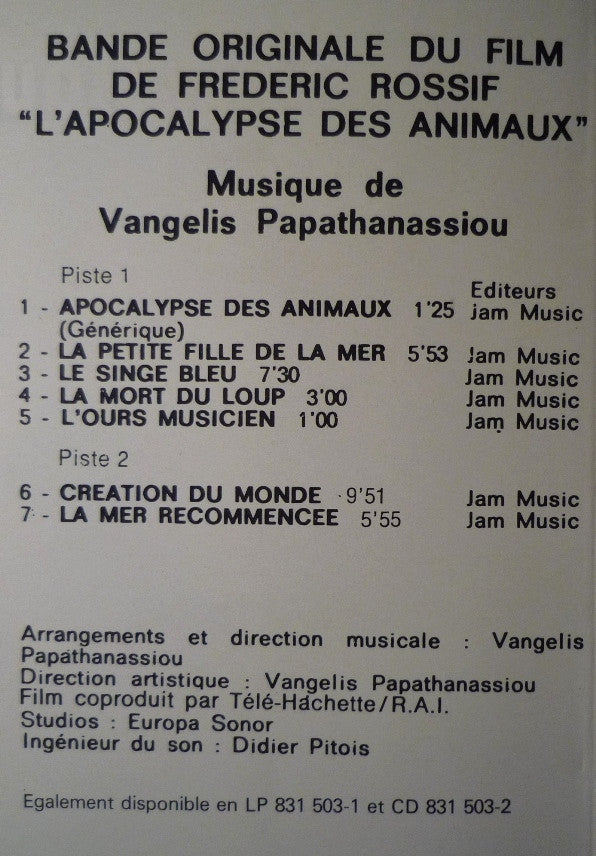 BANDE ORIGINALE DU FILM
DE FREDERIC ROSSIF
“L'APOCALYPSE DES ANIMAUX”
Musique de
Vangelis Papathanassiou
Piste 1
Editeurs
1 - APOCALYPSE DES ANIMAUX 1'25 Jam Music
(Générique)
2 - LA PETITE FILLE DE LA MER 5'53 Jam Music
3 - LE SINGE BLEU 7'30 Jam Music
4 - LA MORT DU LOUP 3'00 Jam Music
5 - L'OURS MUSICIEN 1'00 Jam Music
Piste 2
6 - CREATION DU MONDE 9'51 Jam Music
7 - LA MER RECOMMENCEE 5'55 Jam Music
Arrangements et direction musicale : Vangelis
Papathanassiou
Direction artistique : Vangelis Papathanassiou
Film coproduit par Télé-Hachette/R.A.I.
Studios : Europa Sonor
Ingénieur du son : Didier Pitois
Egalement disponible en LP 831 503-1 et CD 831 503-2